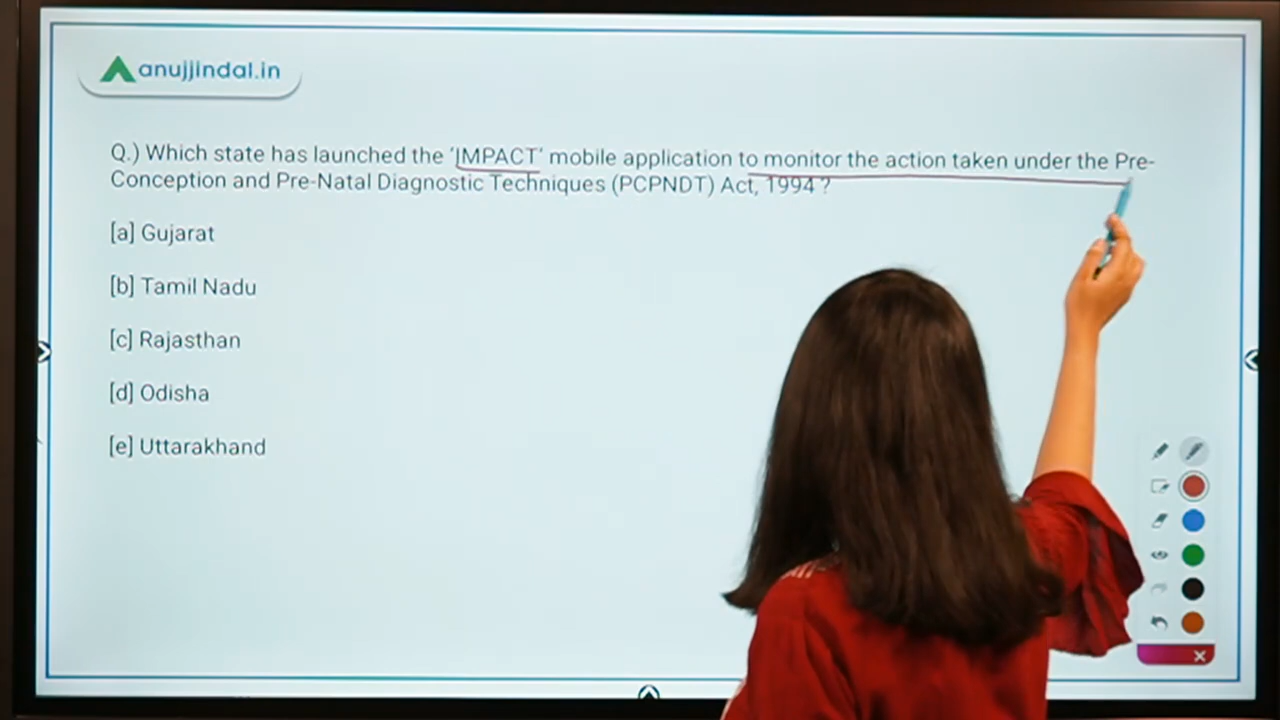 anujjindal.in
Q.) Which state has launched the ‘IMPACT’ mobile application to monitor the action taken under the Pre-
Conception and Pre-Natal Diagnostic Techniques (PCPNDT) Act, 1994 ?
[a] Gujarat
[b] Tamil Nadu
[c] Rajasthan
[d] Odisha
[e] Uttarakhand